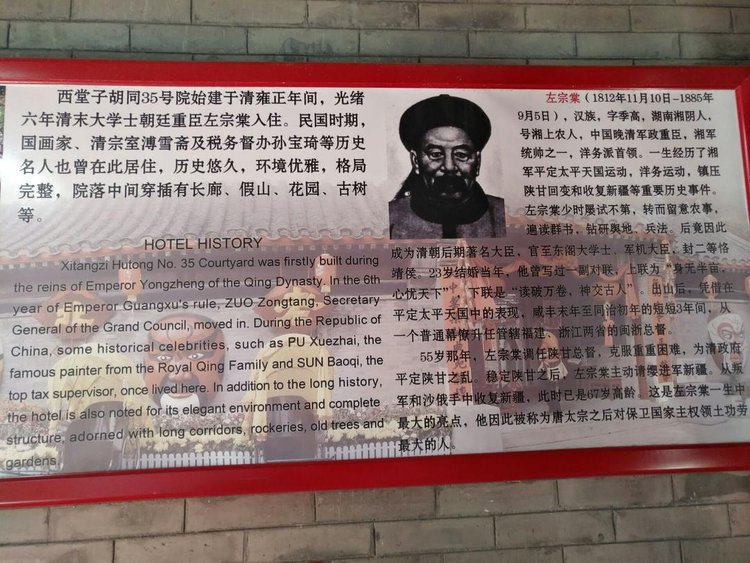 西堂子胡同35号院始建于清雍正年间，光绪
六年清末大学士朝廷重臣左宗棠入住。民国时期，
国画家、清宗室溥雪斋及税务督办孙宝琦等历史
名人也曾在此居住，历史悠久，环境优雅，格局
完整，院落中间穿插有长廊、假山、花园、古树
等。
HOTEL HISTORY
Xitangzi Hutong No. 35 Courtyard was firstly built during
the reins of Emperor Yongzheng of the Qing Dynasty. In the 6th
year of Emperor Guangxu's rule, ZUO Zongtang, Secretary
General of the Grand Council, moved in. During the Republic of
China, some historical celebrities, such as PU Xuezhai, the
famous painter from the Royal Qing Family and SUN Baoqi, the
top tax supervisor, once lived here. In addition to the long history,
the hotel is also noted for its elegant environment and complete
structure, adorned with long corridors, rockeries, old trees and
gardens.
左宗棠（1812年11月10日-1885年
9月5日），汉族，字季高，湖南湘阴人，
号湘上农人，中国晚清军政重臣，湘军
统帅之一，洋务派首领。一生经历了湘
军平定太平天国运动，洋务运动，镇压
陕甘回变和收复新疆等重要历史事件。
左宗棠少时屡试不第，转而留意农事，
遍读群书，钻研舆地、兵法。后竟因此
成为清朝后期著名大臣，官至东阁大学士、军机大臣，封二等恪
靖侯。23岁结婚当年，他曾写过一副对联，上联为“身无半亩，
心忧天下”，下联是“读破万卷，神交古人”。出山后，凭借在
平定太平天国中的表现，咸丰末年至同治初年的短短3年间，从
一个普通幕僚升任管辖福建、浙江两省的闽浙总督。
55岁那年，左宗棠调任陕甘总督，克服重重困难，为清政府
平定陕甘之乱。稳定陕甘之后，左宗棠主动请缨进军新疆，从叛
军和沙俄手中收复新疆，此时已是67岁高龄。这是左宗棠一生中
最大的亮点，他因此被称为唐太宗之后对保卫国家主权领土功劳
最大的人。